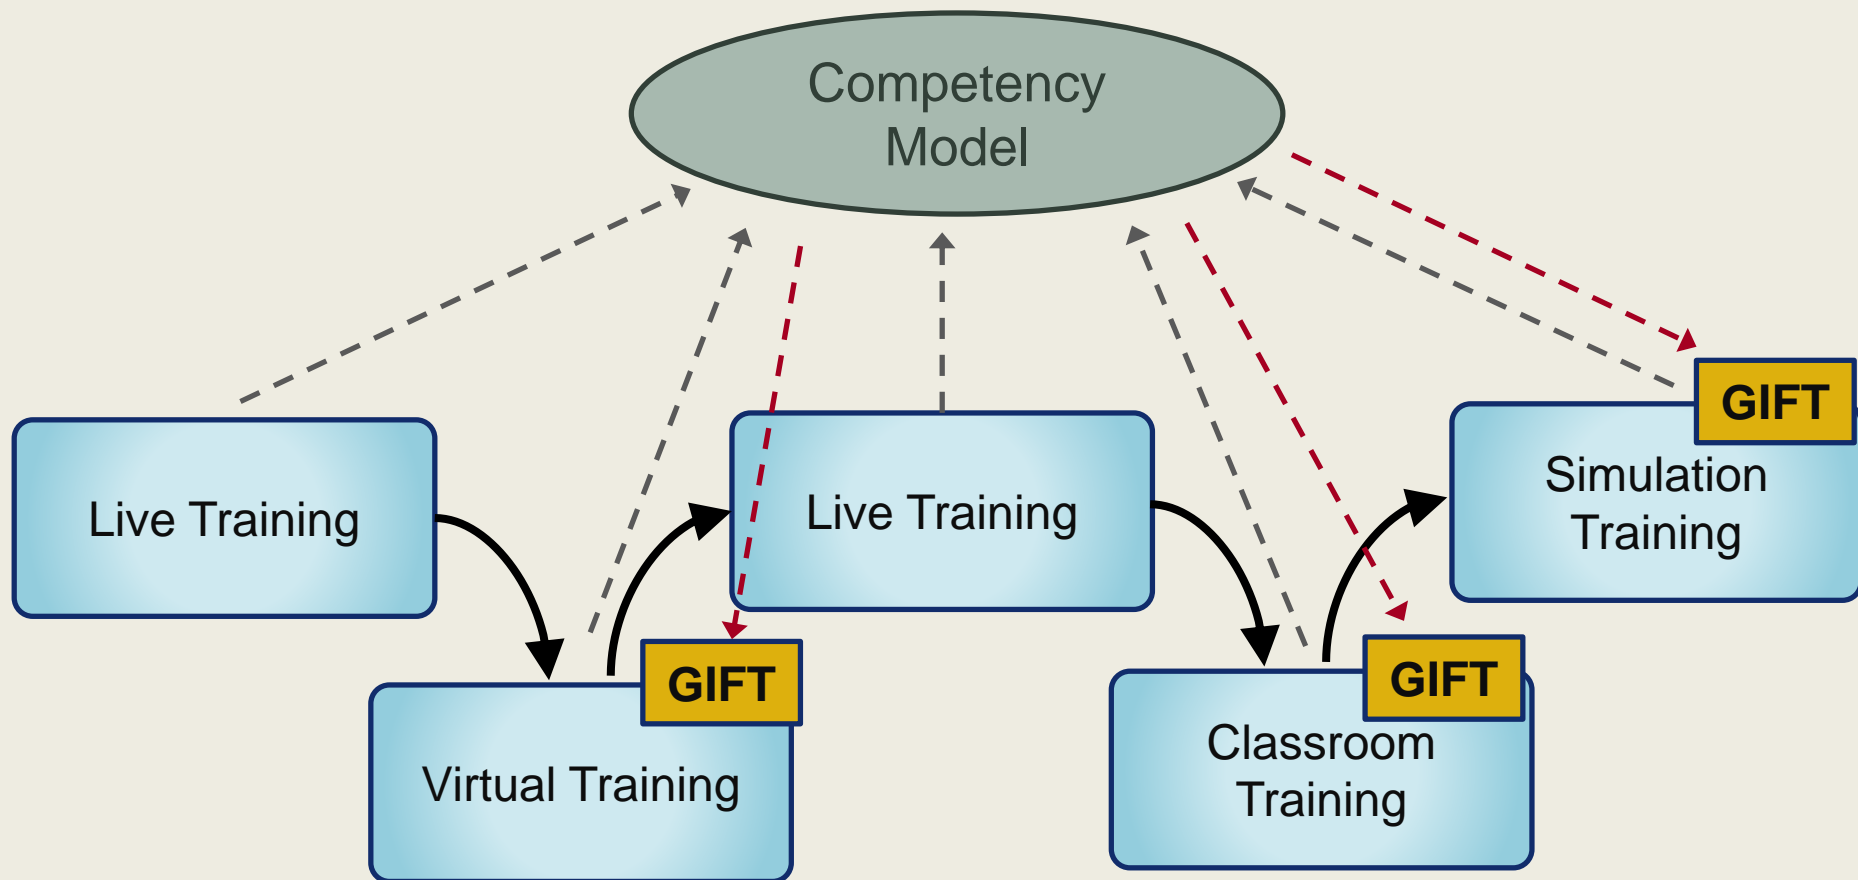 Competency
Model
Live Training
GIFT
Virtual Training
Live Training
GIFT
Classroom
Training
GIFT
Simulation
Training